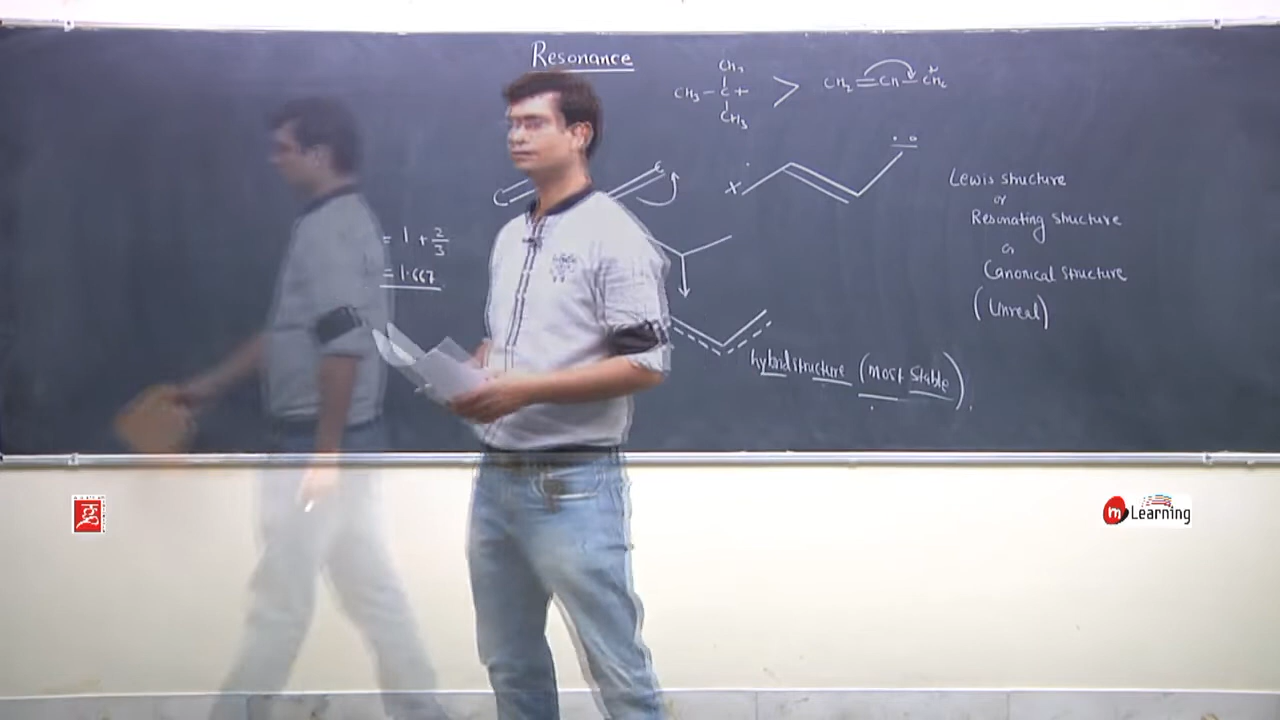 Resonance
CH₃
CH₃–C+ > CH₂=CH–CH₂
CH₃
X
Lewis structure
or
Resonating structure
or
Canonical structure
(Unreal)
= 1 + 2/3
= 1.667
hybrid structure (most stable)
m Learning